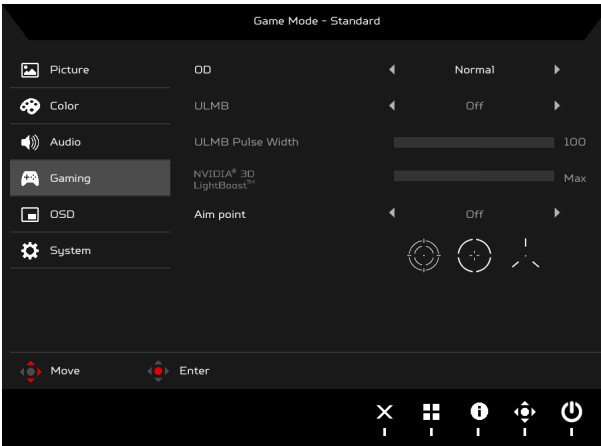 Game Mode - Standard
Picture
OD
Normal
Color
ULMB
Off
Audio
ULMB Pulse Width
100
Gaming
NVIDIA® 3D
LightBoost™
Max
OSD
Aim point
Off
System
Move
Enter